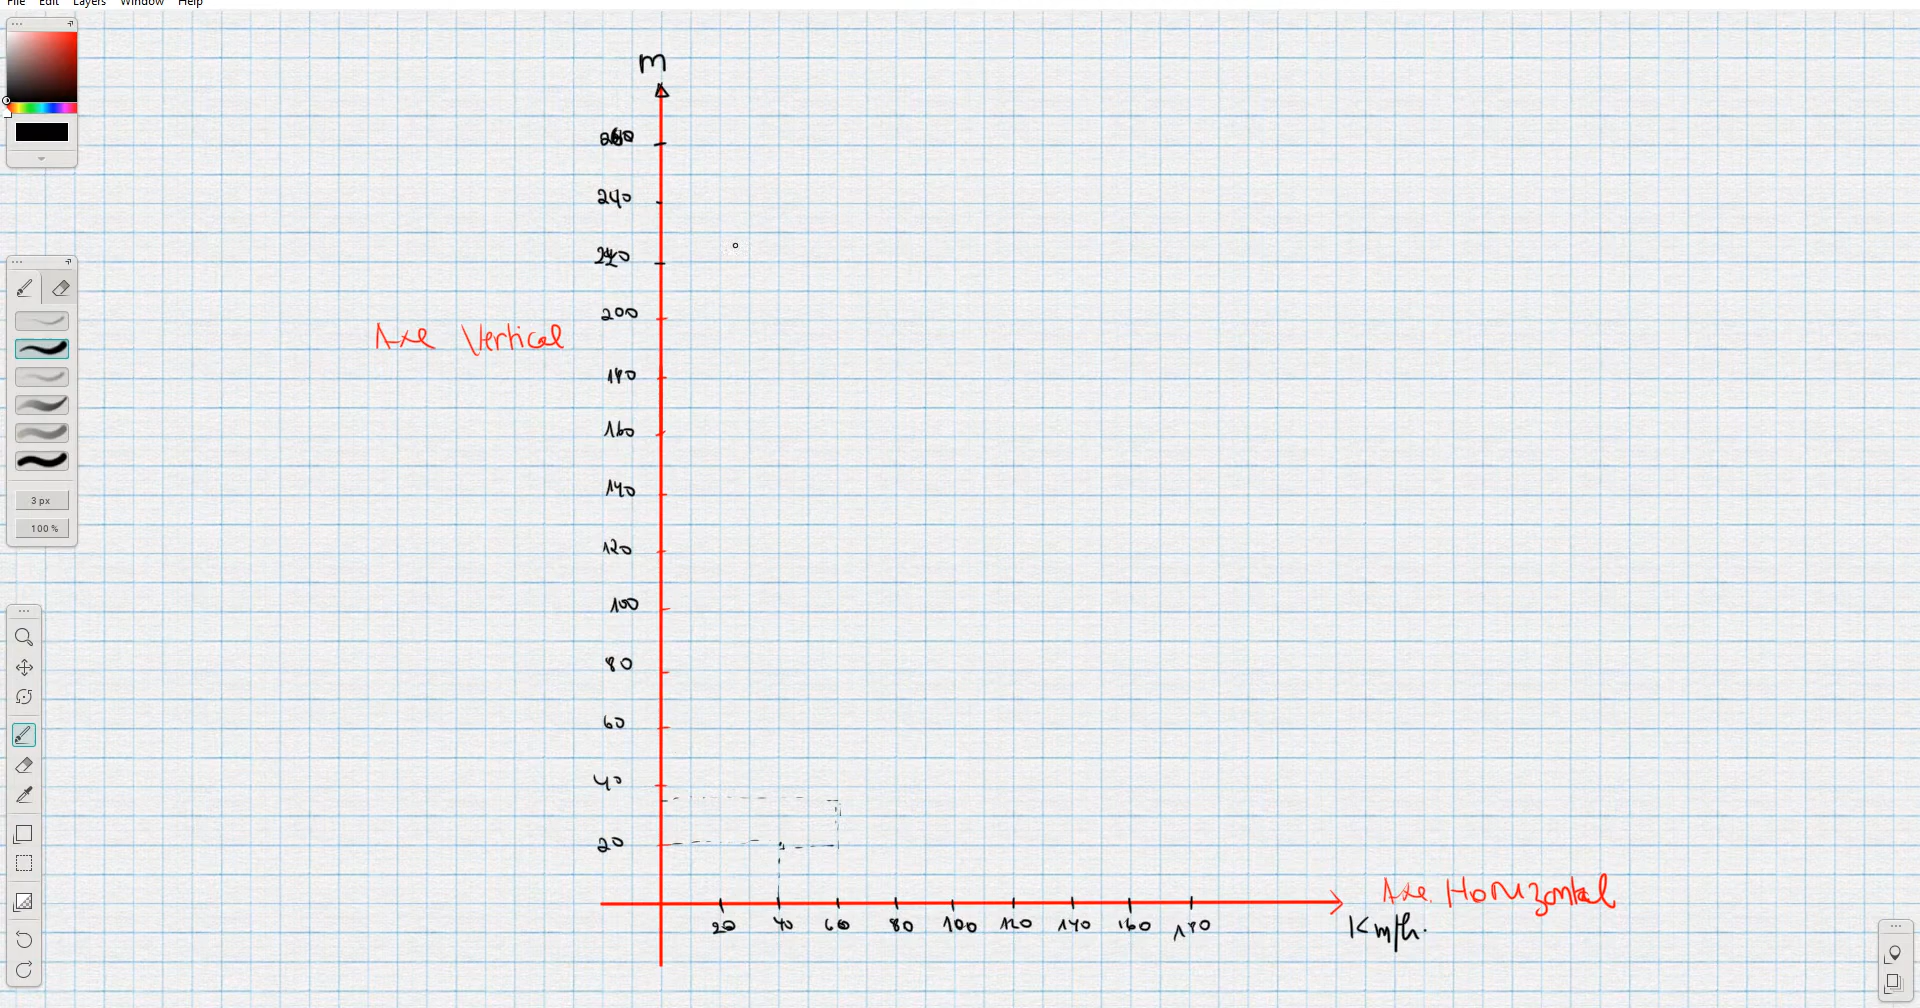 File Edit Layers Window Help
m
240
200
Axe Vertical
180
160
140
120
100
80
60
40
20
3 px
100 %
Axe Horizontal
20 40 60 80 100 120 140 160 180
Km/h.